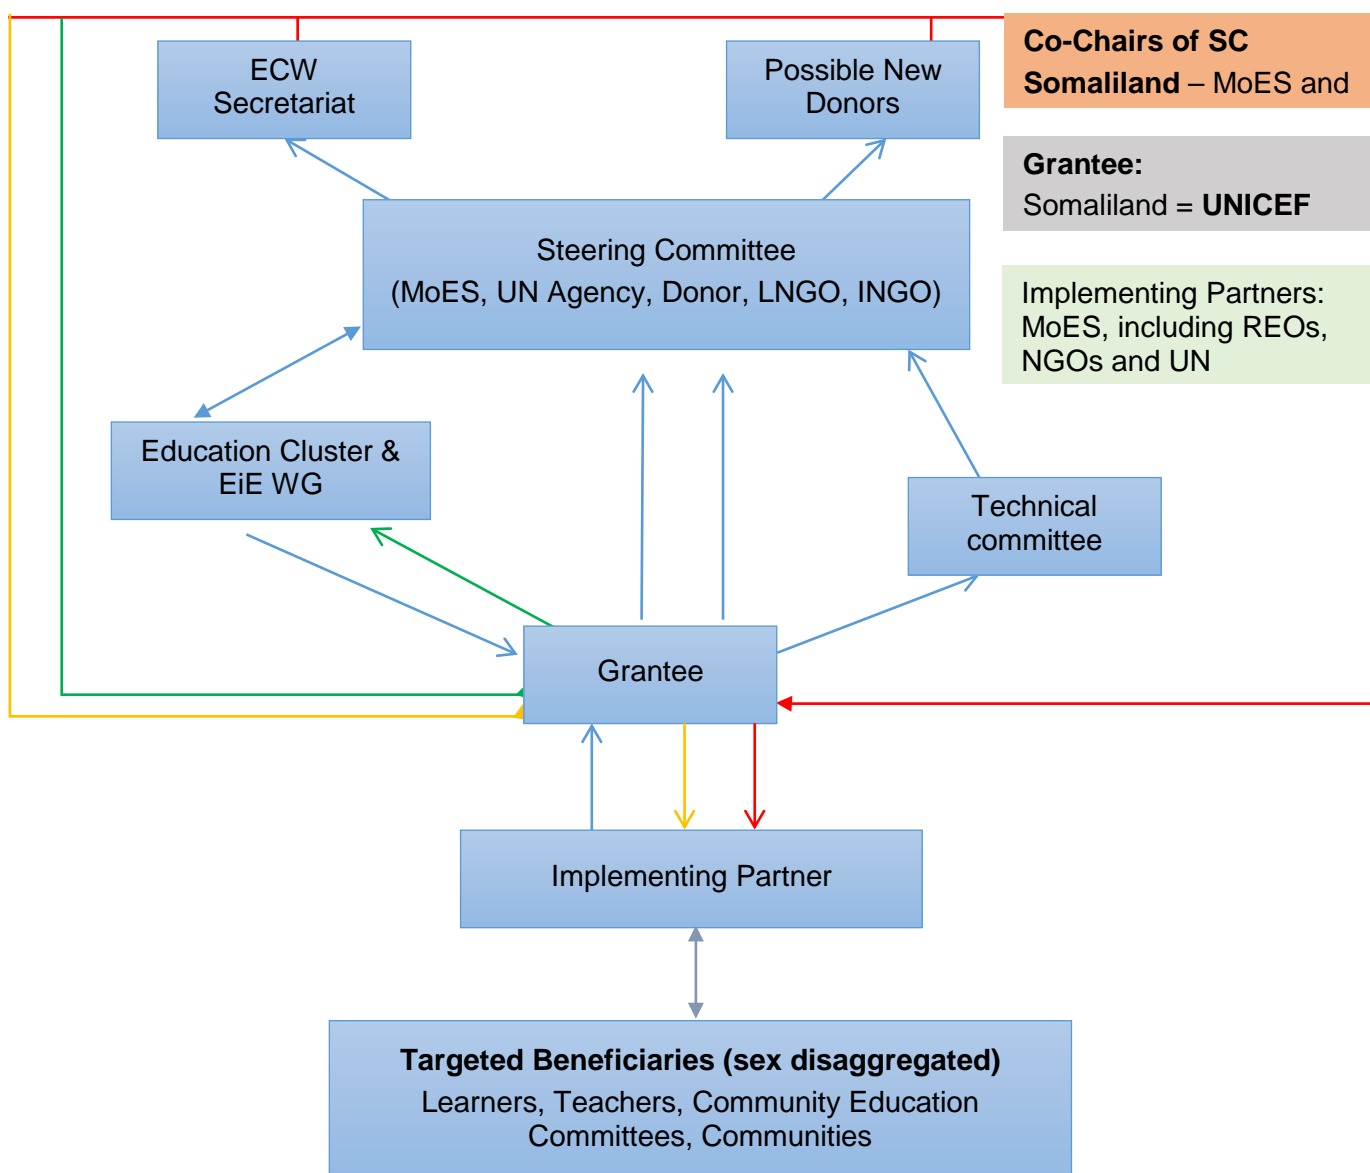 ECW
Secretariat
Possible New
Donors
Co-Chairs of SC
Somaliland – MoES and
Grantee:
Somaliland = UNICEF
Implementing Partners:
MoES, including REOs,
NGOs and UN
Steering Committee
(MoES, UN Agency, Donor, LNGO, INGO)
Education Cluster &
EiE WG
Technical
committee
Grantee
Implementing Partner
Targeted Beneficiaries (sex disaggregated)
Learners, Teachers, Community Education
Committees, Communities